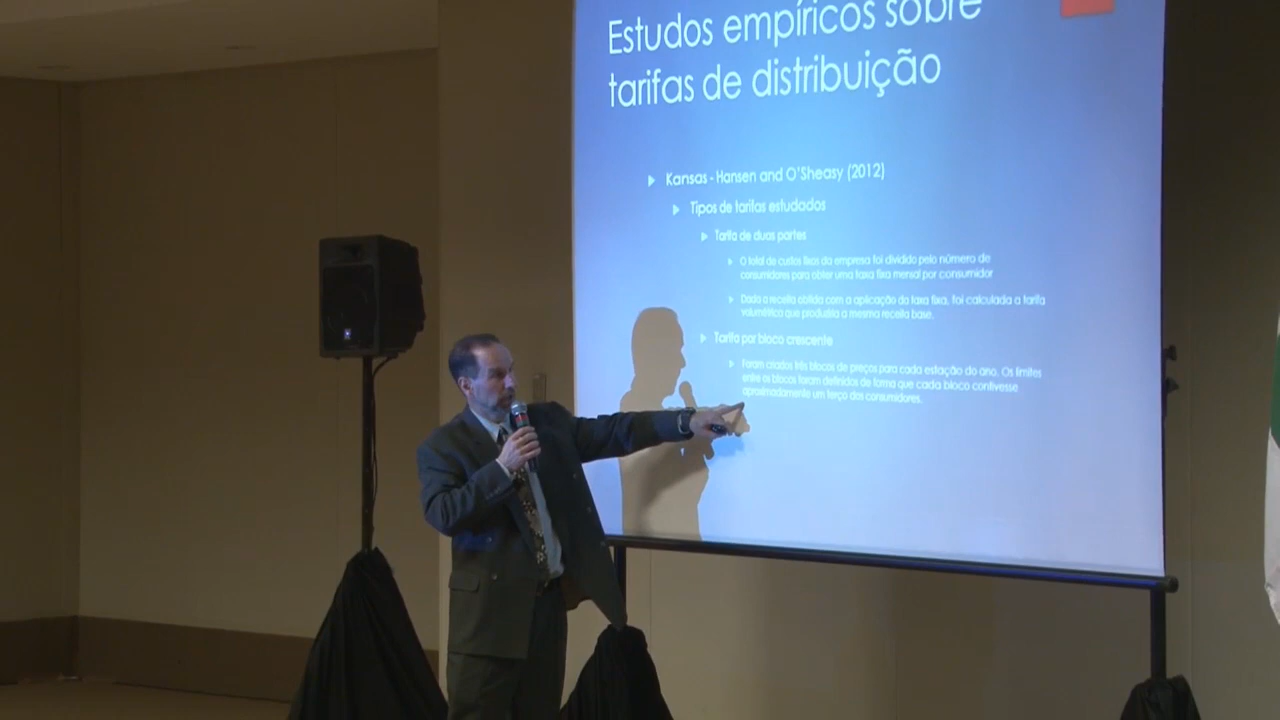 Estudos empíricos sobre
tarifas de distribuição
Kansas - Hansen and O'Sheasy (2012)
Tipos de tarifas estudados
Tarifa de duas partes
O total de custos fixos da empresa foi dividido pelo número de
consumidores para obter uma taxa fixa mensal por consumidor
Dada a receita obtida com a aplicação da taxa fixa, foi calculada a tarifa
volumétrica que produziria a mesma receita base.
Tarifa por bloco crescente
Foram criados três blocos de preços para cada estação do ano. Os limites
entre os blocos foram definidos de forma que cada bloco contivesse
aproximadamente um terço dos consumidores.